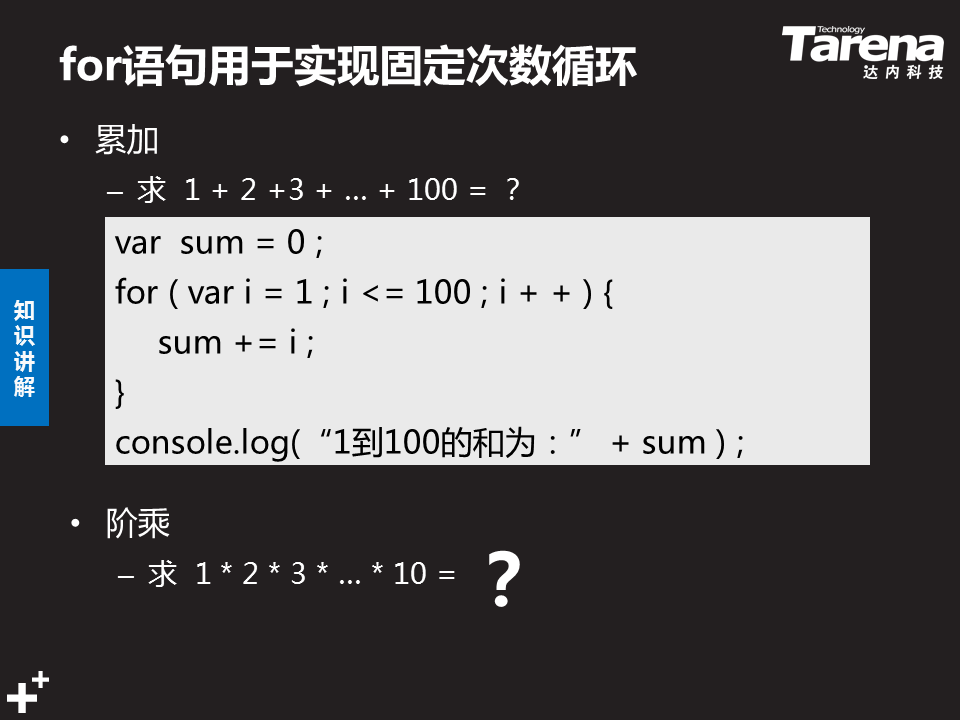 for语句用于实现固定次数循环
Technology
Tarena
达内科技
• 累加
– 求 1 + 2 +3 + … + 100 = ？
var sum = 0 ;
for ( var i = 1 ; i <= 100 ; i + + ) {
sum += i ;
}
console.log(“1到100的和为：” + sum ) ;
知识讲解
• 阶乘
– 求 1 * 2 * 3 * … * 10 = ？